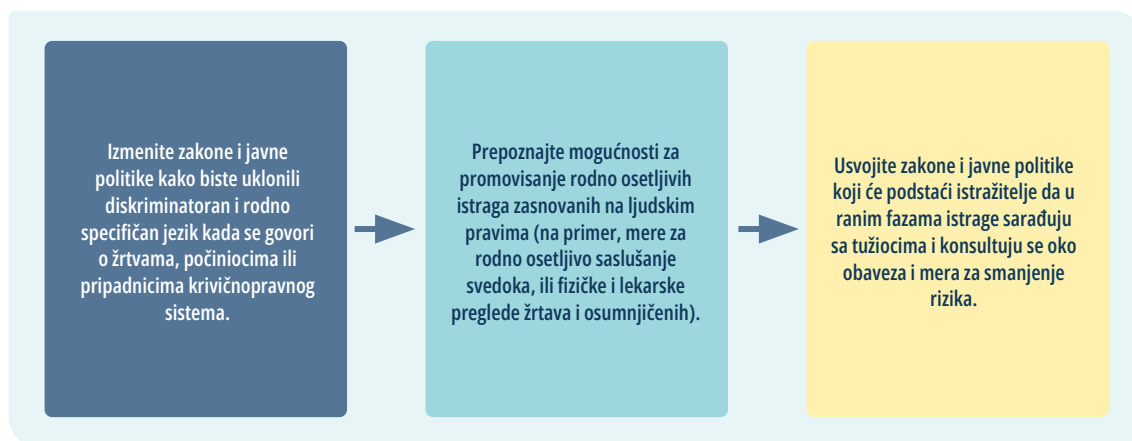 Izmenite zakone i javne
politike kako biste uklonili
diskriminatoran i rodno
specifičan jezik kada se govori
o žrtvama, počiniocima ili
pripadnicima krivičnopravnog
sistema.
Prepoznajte mogućnosti za
promovisanje rodno osetljivih
istraga zasnovanih na ljudskim
pravima (na primer, mere za
rodno osetljivo saslušanje
svedoka, ili fizičke i lekarske
preglede žrtava i osumnjičenih).
Usvojite zakone i javne politike
koji će podstaći istražitelje da u
ranim fazama istrage sarađuju
sa tužiocima i konsultuju se oko
obaveza i mera za smanjenje
rizika.